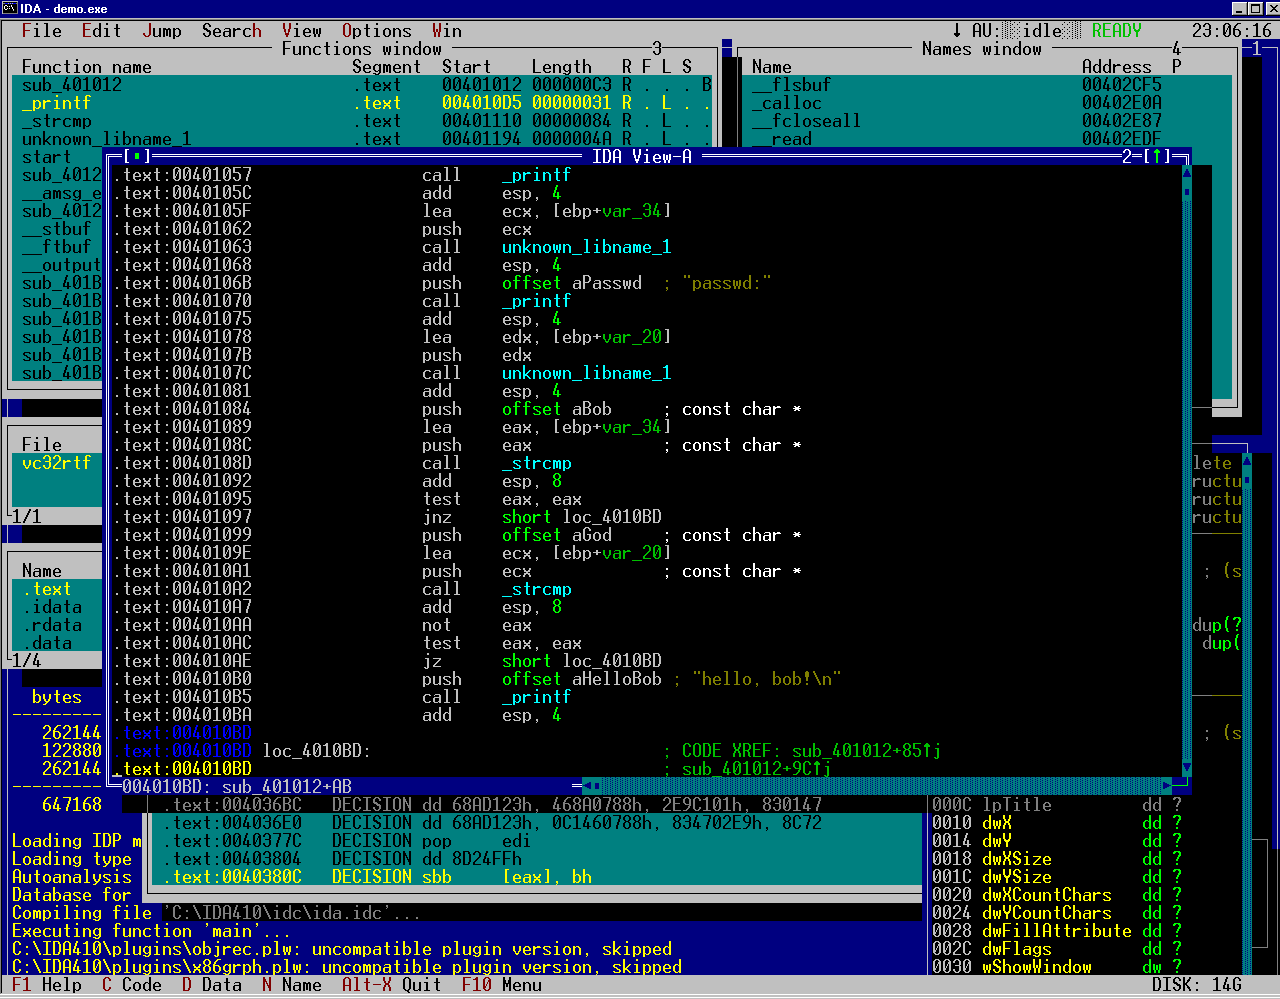 IDA - demo.exe
File Edit Jump Search View Options Win ↓ AU: idle READY 23:06:16
Functions window 3
Names window 4 1
Function name Segment Start Length R F L S
Name Address P
sub_401012 .text 00401012 000000C3 R . . . B
__flsbuf 00402CF5
_printf .text 004010D5 00000031 R . L . .
_calloc 00402E0A
_strcmp .text 00401110 00000084 R . L . .
__fcloseall 00402E87
unknown_libname_1 .text 00401194 0000004A R . L . .
__read 00402EDF
start
sub_4012
__amsg_e
sub_4012
__stbuf
__ftbuf
__output
sub_401B
sub_401B
sub_401B
sub_401B
sub_401B
sub_401B
[■] IDA View-A 2 [↑]
.text:00401057 call _printf
.text:0040105C add esp, 4
.text:0040105F lea ecx, [ebp+var_34]
.text:00401062 push ecx
.text:00401063 call unknown_libname_1
.text:00401068 add esp, 4
.text:0040106B push offset aPasswd ; "passwd:"
.text:00401070 call _printf
.text:00401075 add esp, 4
.text:00401078 lea edx, [ebp+var_20]
.text:0040107B push edx
.text:0040107C call unknown_libname_1
.text:00401081 add esp, 4
.text:00401084 push offset aBob ; const char *
.text:00401089 lea eax, [ebp+var_34]
.text:0040108C push eax ; const char *
.text:0040108D call _strcmp
.text:00401092 add esp, 8
.text:00401095 test eax, eax
.text:00401097 jnz short loc_4010BD
.text:00401099 push offset aGod ; const char *
.text:0040109E lea ecx, [ebp+var_20]
.text:004010A1 push ecx ; const char *
.text:004010A2 call _strcmp
.text:004010A7 add esp, 8
.text:004010AA not eax
.text:004010AC test eax, eax
.text:004010AE jz short loc_4010BD
.text:004010B0 push offset aHelloBob ; "hello, bob!\n"
.text:004010B5 call _printf
.text:004010BA add esp, 4
.text:004010BD
.text:004010BD loc_4010BD: ; CODE XREF: sub_401012+85↑j
.text:004010BD ; sub_401012+9C↑j
004010BD: sub_401012+AB
File
vc32rtf
1/1
Name
.text
.idata
.rdata
.data
1/4
lete
ructu
ructu
ructu
; (s
dup(?
dup(
; (s
bytes
---------
262144
122880
262144
---------
647168
.text:004036BC DECISION dd 68AD123h, 468A0788h, 2E9C101h, 830147
.text:004036E0 DECISION dd 68AD123h, 0C1460788h, 834702E9h, 8C72
.text:0040377C DECISION pop edi
.text:00403804 DECISION dd 8D24FFh
.text:0040380C DECISION sbb [eax], bh
000C lpTitle dd ?
0010 dwX dd ?
0014 dwY dd ?
0018 dwXSize dd ?
001C dwYSize dd ?
0020 dwXCountChars dd ?
0024 dwYCountChars dd ?
0028 dwFillAttribute dd ?
002C dwFlags dd ?
0030 wShowWindow dw ?
Loading IDP m
Loading type
Autoanalysis
Database for
Compiling file 'C:\IDA410\idc\ida.idc'...
Executing function 'main'...
C:\IDA410\plugins\objrec.plw: uncompatible plugin version, skipped
C:\IDA410\plugins\x86grph.plw: uncompatible plugin version, skipped
F1 Help C Code D Data N Name Alt-X Quit F10 Menu DISK: 14G